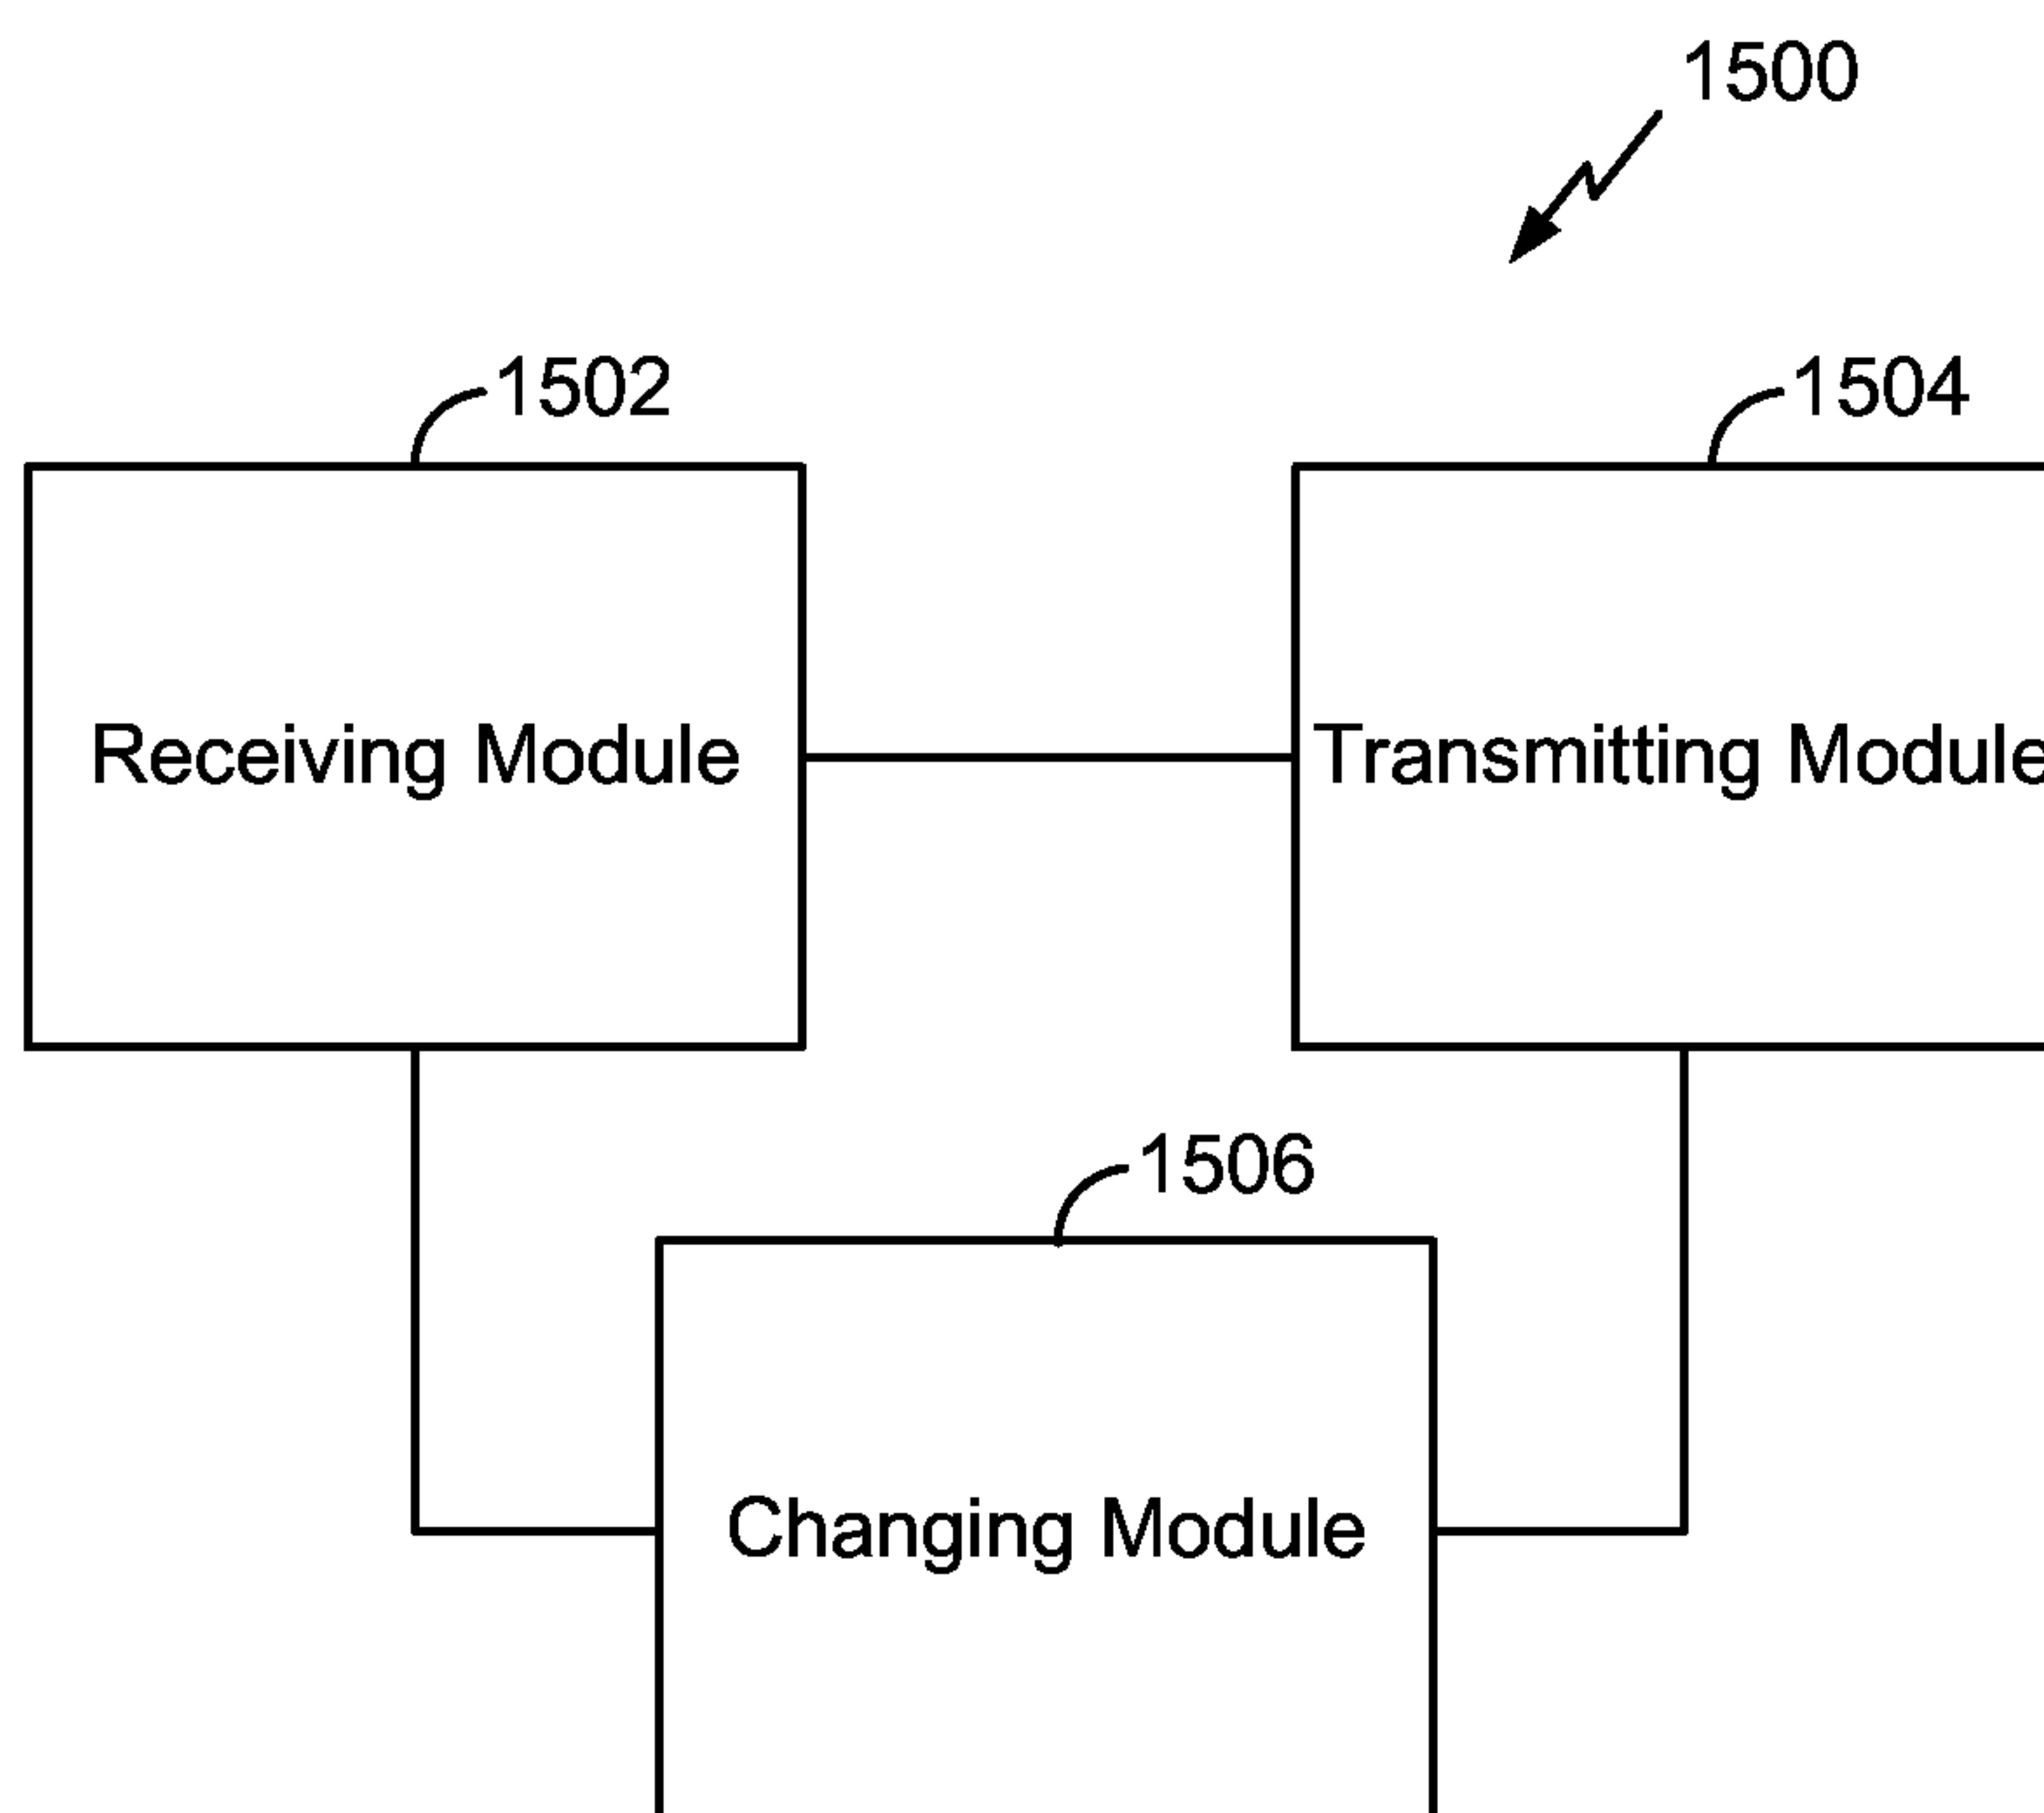 1500
1502
1504
Receiving Module
Transmitting Module
1506
Changing Module